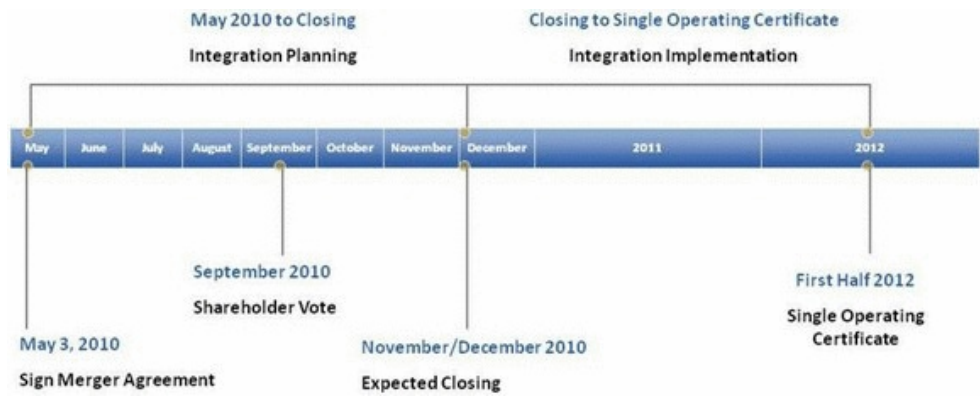 May 2010 to Closing
Integration Planning
Closing to Single Operating Certificate
Integration Implementation
May June July August September October November December 2011 2012
September 2010
Shareholder Vote
First Half 2012
Single Operating
Certificate
May 3, 2010
Sign Merger Agreement
November/December 2010
Expected Closing